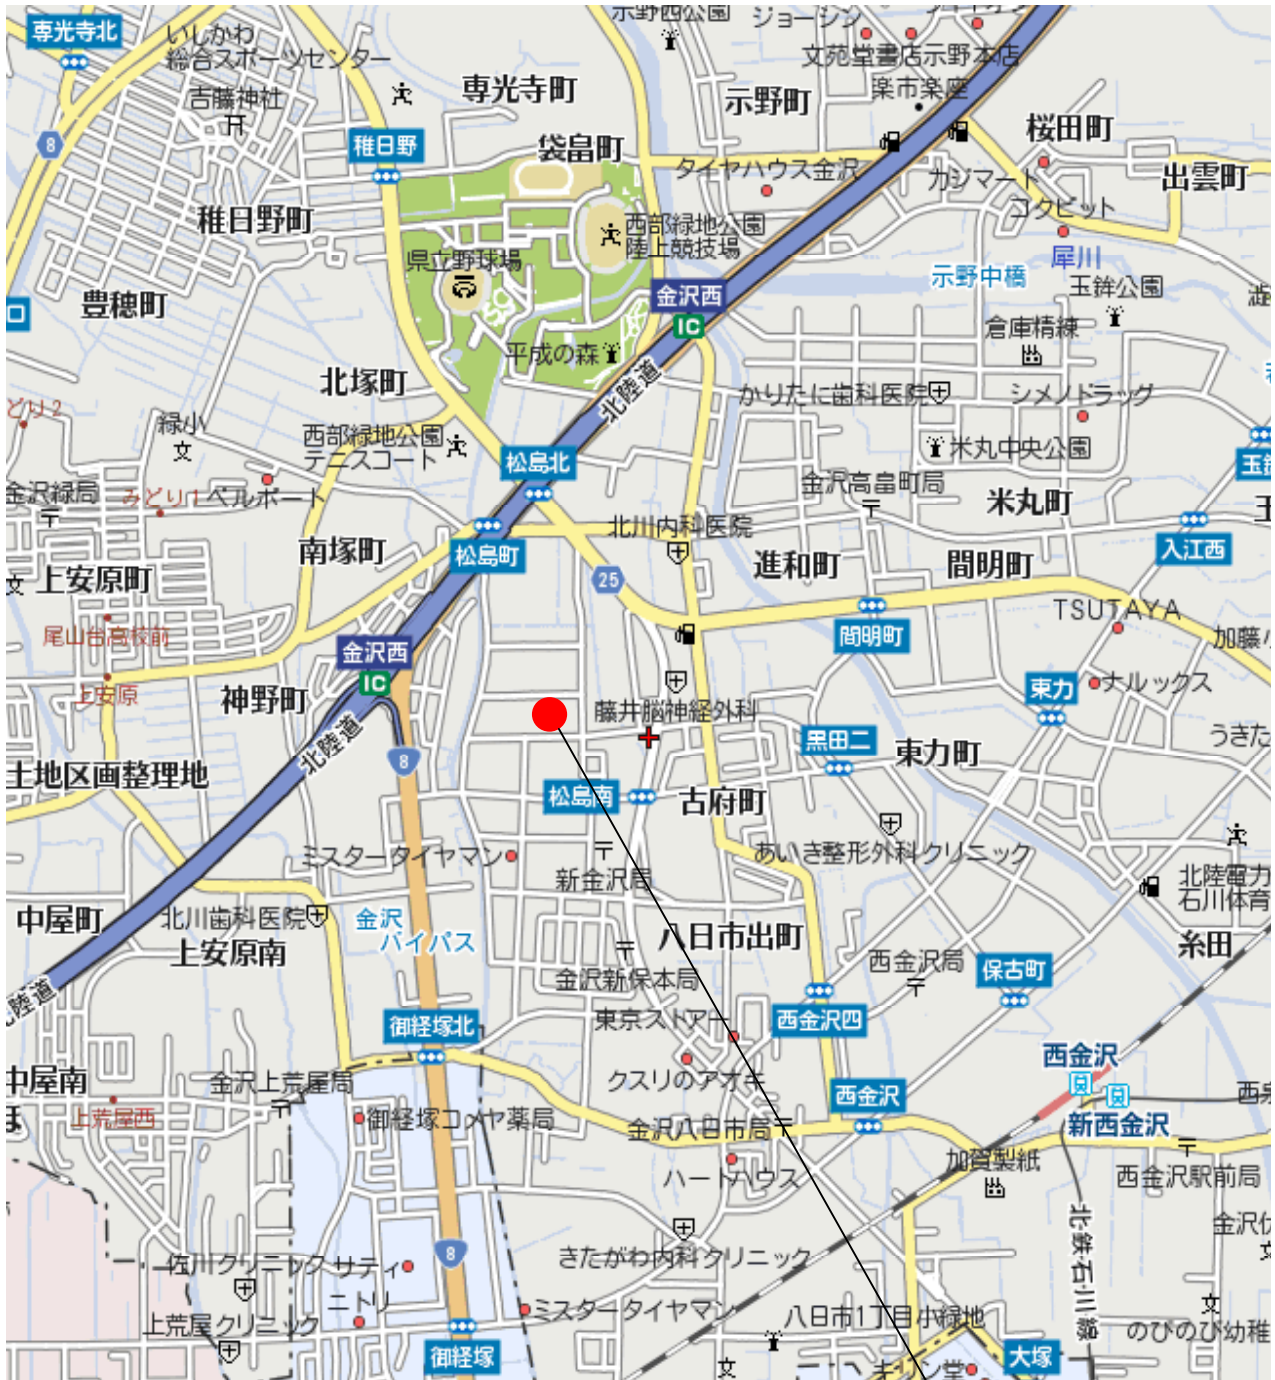 専光寺北
いしかわ
総合スポーツセンター
吉藤神社
8
稚日野
専光寺町
袋畠町
示野西公園
ジョーシン
文苑堂書店示野本店
楽市楽座
示野町
桜田町
タイヤハウス金沢
カジマート
出雲町
コクピット
稚日野町
西部緑地公園
陸上競技場
県立野球場
犀川
示野中橋
豊穂町
金沢西
IC
玉鉾公園
倉庫精練
平成の森
北陸道
北塚町
かりたに歯科医院
シメノドラッグ
緑小
西部緑地公園
テニスコート
松島北
米丸中央公園
金沢緑局
みどり1
ベルポート
金沢高畠町局
米丸町
南塚町
松島町
北川内科医院
進和町
間明町
入江西
上安原町
25
TSUTAYA
尾山台高校前
間明町
金沢西
IC
上安原
神野町
東力
ナルックス
藤井脳神経外科
北陸道
8
黒田二
東力町
うきた
土地区画整理地
松島南
古府町
ミスタータイヤマン
あいき整形外科クリニック
新金沢局
北陸電力
石川体育
中屋町
北川歯科医院
金沢
バイパス
上安原南
八日市出町
糸田
西金沢局
保古町
金沢新保本局
御経塚北
東京ストアー
西金沢四
西金沢
中屋南
金沢上荒屋局
クスリのアオキ
西金沢
上荒屋西
御経塚コメヤ薬局
金沢八日市局
新西金沢
加賀製紙
ハートハウス
西金沢駅前局
北鉄・石川線
8
佐川クリニック
サティ
きたがわ内科クリニック
ニトリ
ミスタータイヤマン
上荒屋クリニック
八日市1丁目小緑地
のびのび幼稚
御経塚
大塚